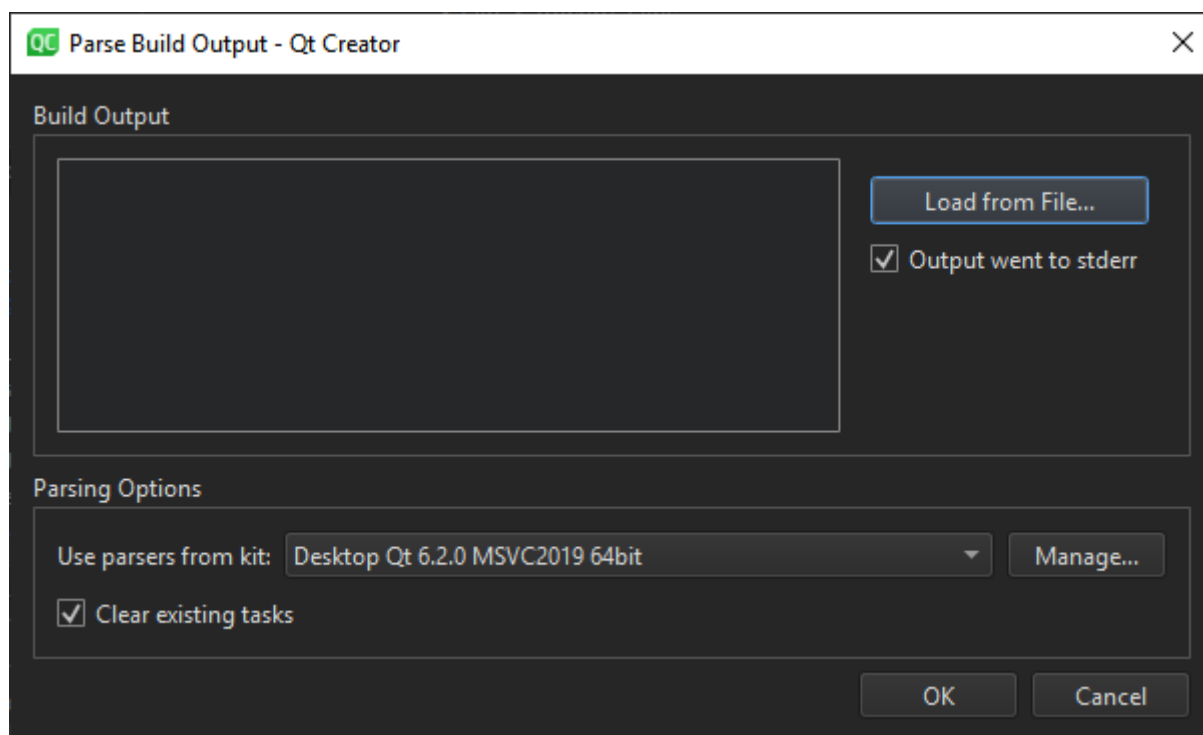 QC Parse Build Output - Qt Creator
Build Output
Load from File...
Output went to stderr
Parsing Options
Use parsers from kit: Desktop Qt 6.2.0 MSVC2019 64bit Manage...
Clear existing tasks
OK Cancel